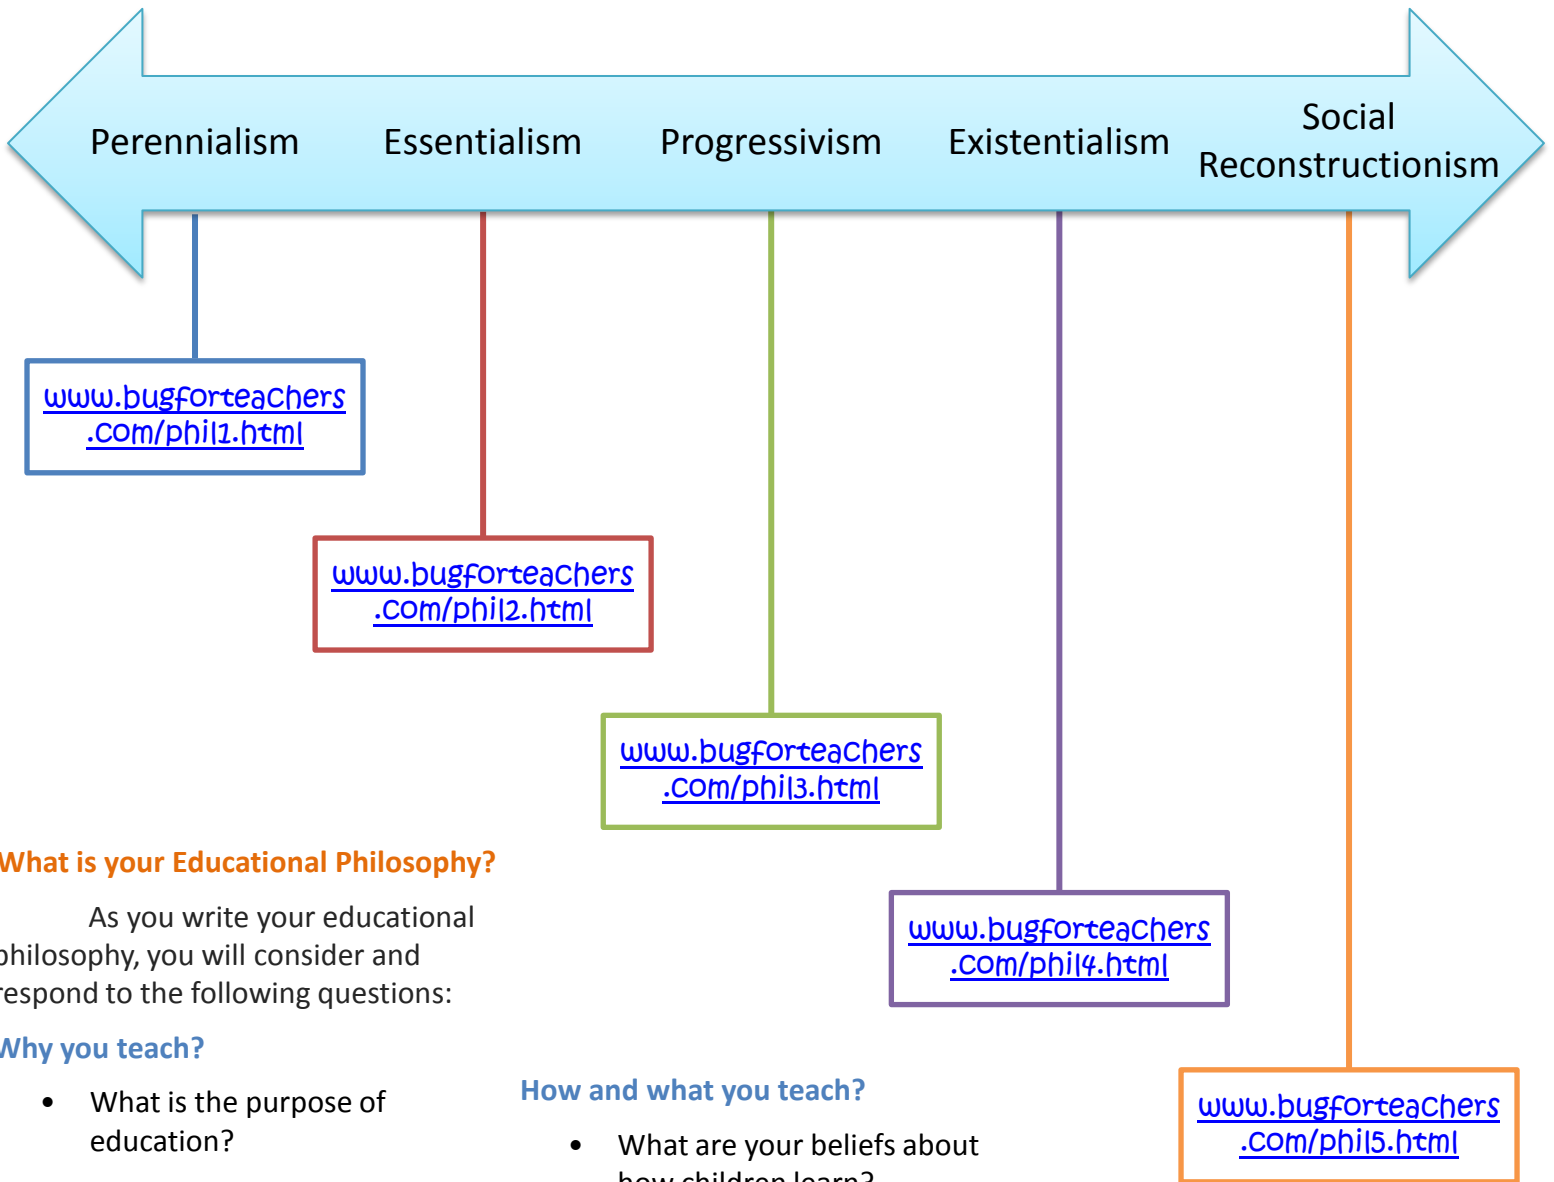 Perennialism
Essentialism
Progressivism
Existentialism
Social
Reconstructionism
www.bugforteachers
.com/phil1.html
www.bugforteachers
.com/phil2.html
www.bugforteachers
.com/phil3.html
www.bugforteachers
.com/phil4.html
www.bugforteachers
.com/phil5.html
What is your Educational Philosophy?
As you write your educational
philosophy, you will consider and
respond to the following questions:
Why you teach?
• What is the purpose of
education?
How and what you teach?
• What are your beliefs about
how children learn?